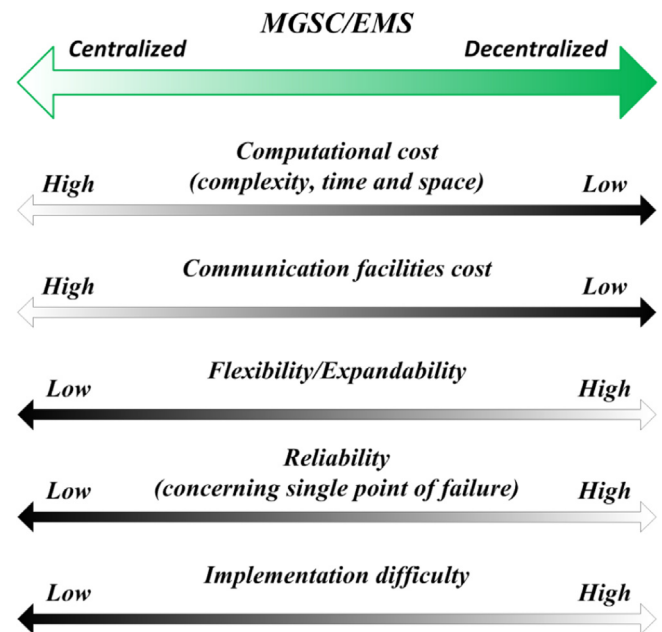 MGSC/EMS
Centralized Decentralized
Computational cost
(complexity, time and space)
High Low
Communication facilities cost
High Low
Flexibility/Expandability
Low High
Reliability
(concerning single point of failure)
Low High
Implementation difficulty
Low High